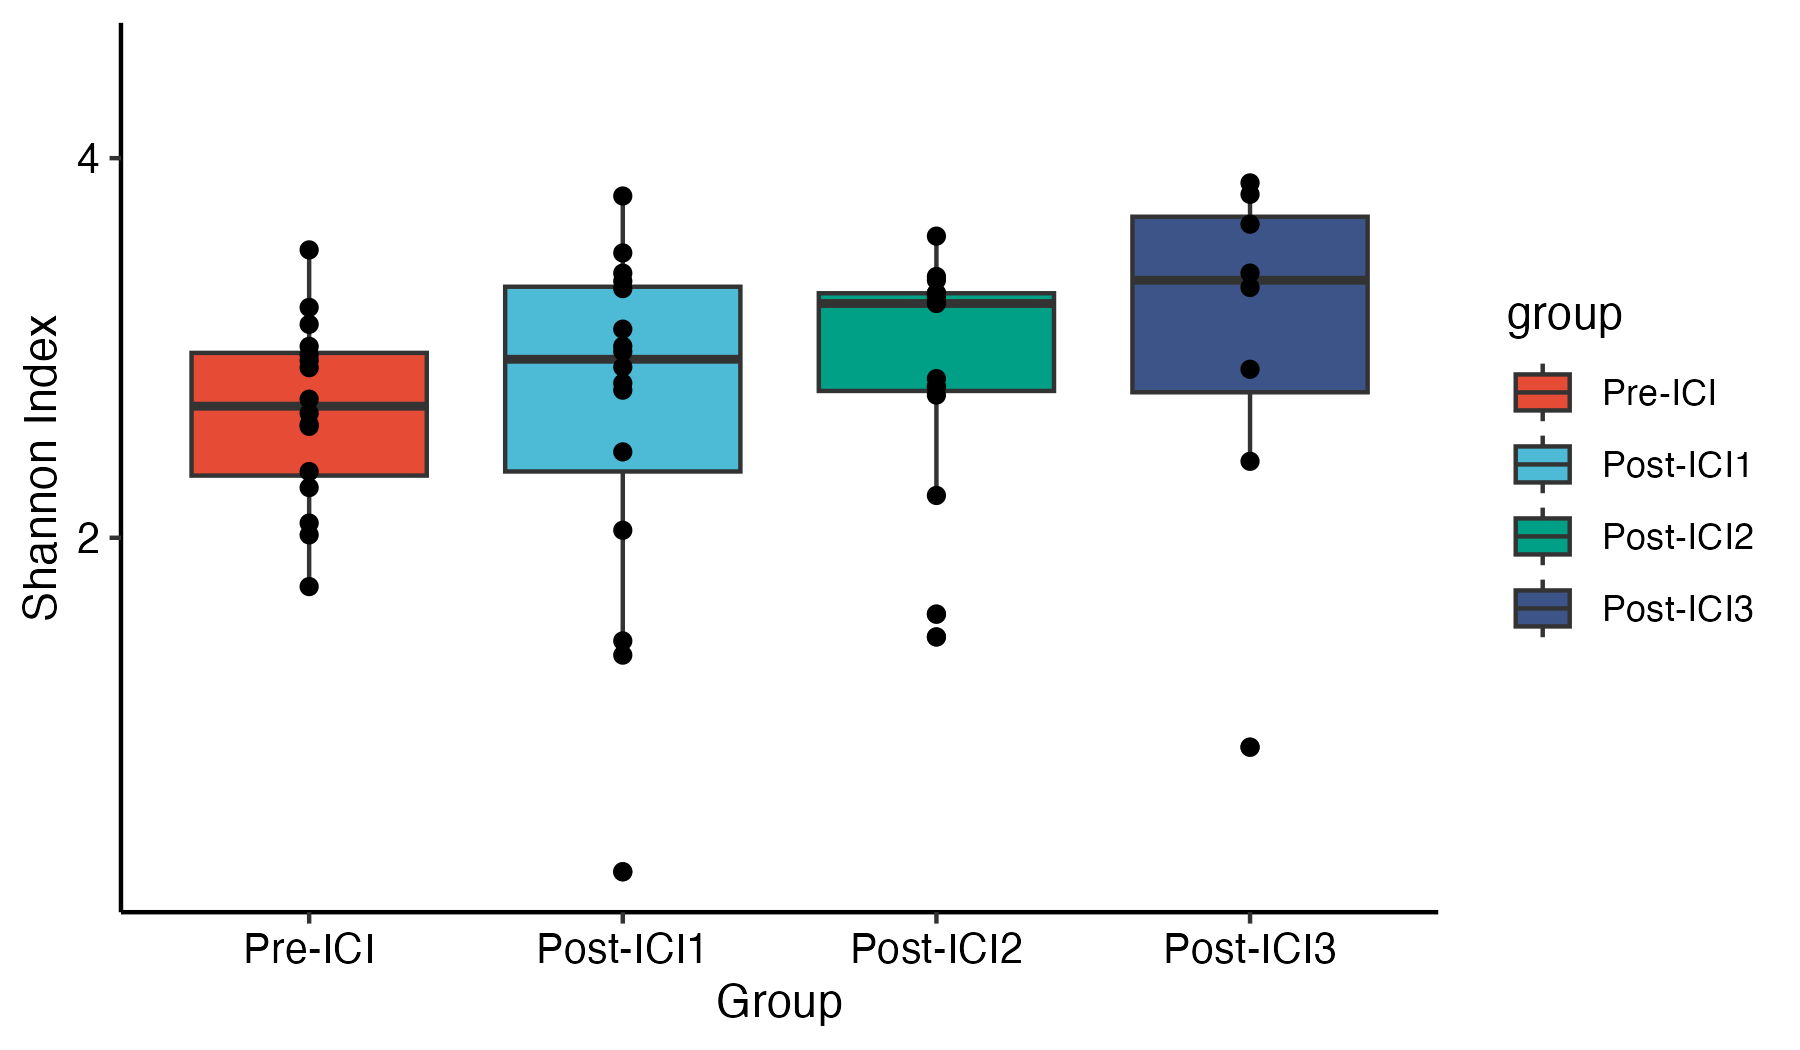 4
2
Shannon Index
Pre-ICI
Post-ICI1
Post-ICI2
Post-ICI3
Group
group
Pre-ICI
Post-ICI1
Post-ICI2
Post-ICI3